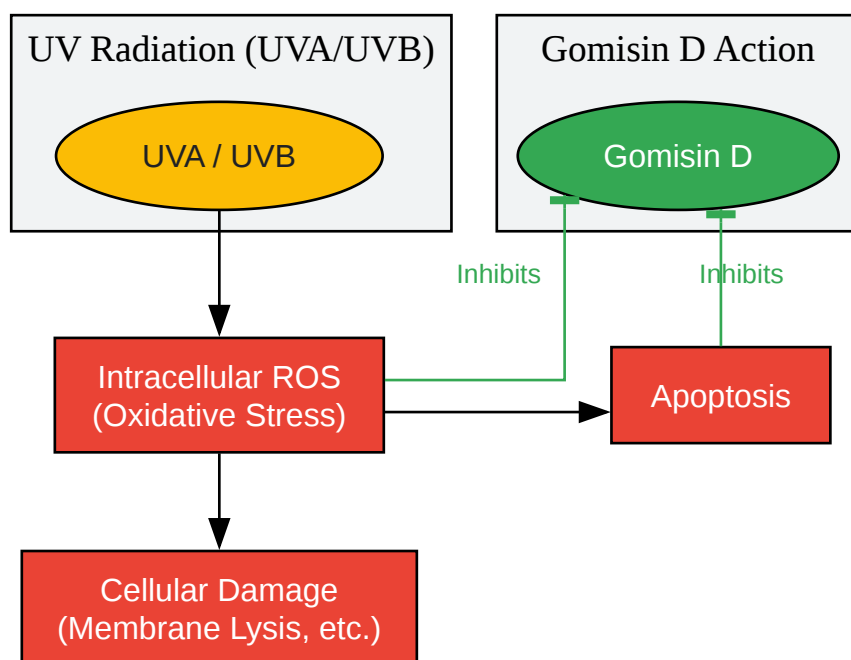 UV Radiation (UVA/UVB)
UVA / UVB
Gomisin D Action
Gomisin D
Inhibits
Inhibits
Intracellular ROS
(Oxidative Stress)
Apoptosis
Cellular Damage
(Membrane Lysis, etc.)